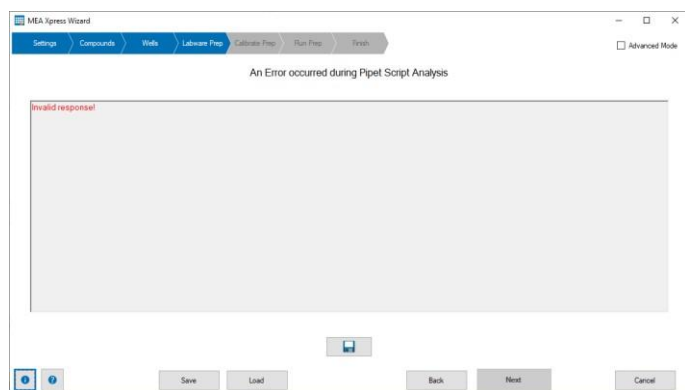 MEA Xpress Wizard
Settings
Compounds
Wells
Labware Prep
Calibrate Prep
Run Prep
Finish
Advanced Mode
An Error occurred during Pipet Script Analysis
Invalid response!
Save
Load
Back
Next
Cancel